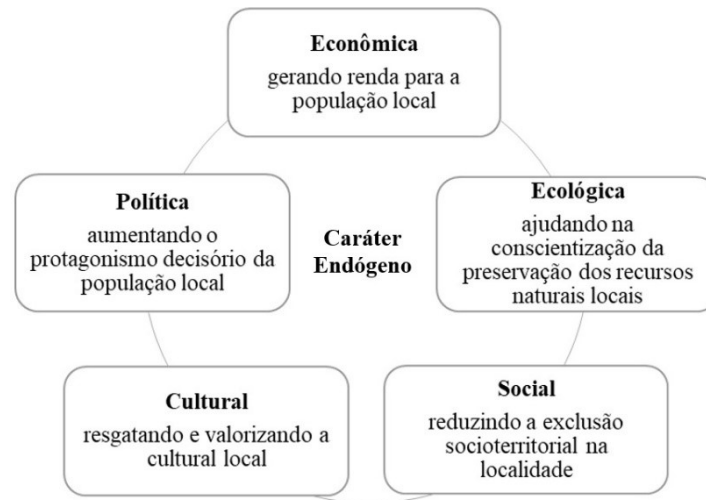 Econômica
gerando renda para a
população local
Política
aumentando o
protagonismo decisório da
população local
Caráter
Endógeno
Ecológica
ajudando na
conscientização da
preservação dos recursos
naturais locais
Cultural
resgatando e valorizando a
cultural local
Social
reduzindo a exclusão
socioterritorial na
localidade